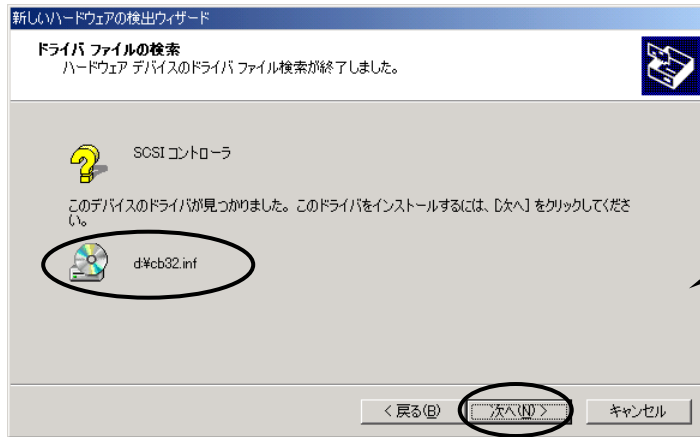 新しいハードウェアの検出ウィザード
ドライバ ファイルの検索
ハードウェア デバイスのドライバ ファイル検索が終了しました。
SCSI コントローラ
このデバイスのドライバが見つかりました。このドライバをインストールするには、[次へ] をクリックしてくださ
い。
d:¥cb32.inf
< 戻る(B) 次へ(N) > キャンセル